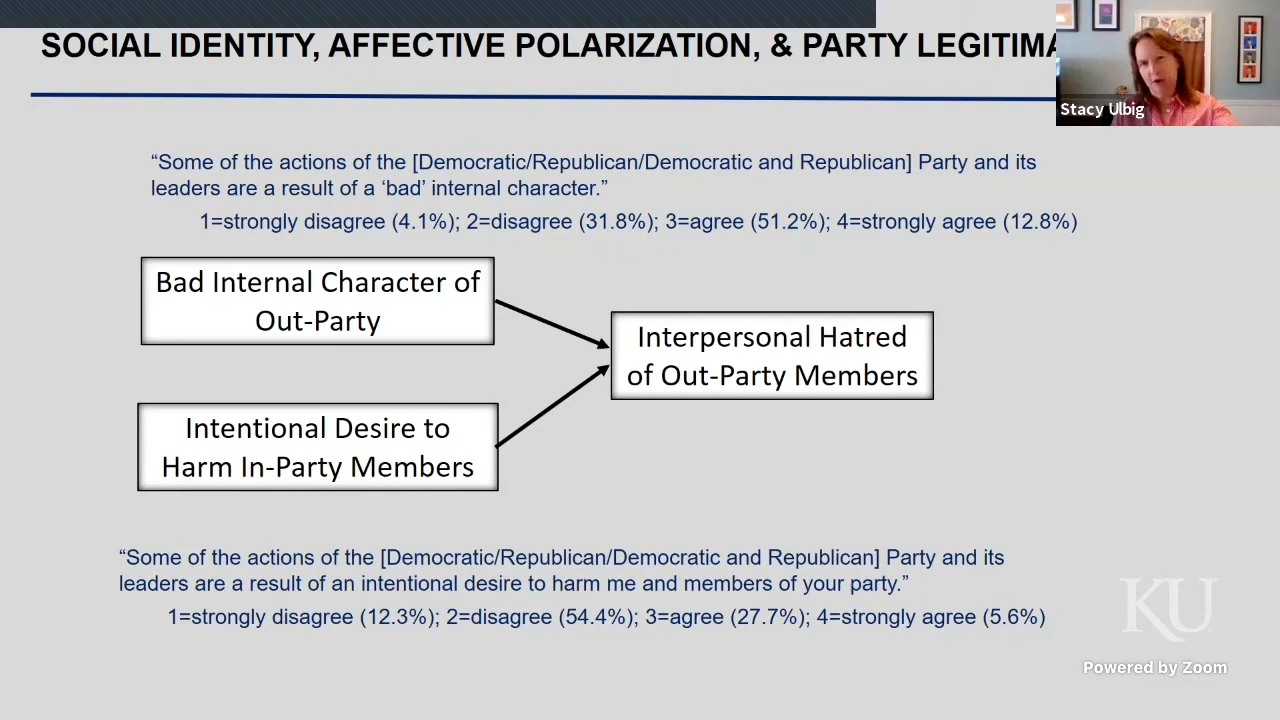 SOCIAL IDENTITY, AFFECTIVE POLARIZATION, & PARTY
Stacy Ulbig
“Some of the actions of the [Democratic/Republican/Democratic and Republican] Party and its
leaders are a result of a ‘bad’ internal character.”
1=strongly disagree (4.1%); 2=disagree (31.8%); 3=agree (51.2%); 4=strongly agree (12.8%)
Bad Internal Character of
Out-Party
Interpersonal Hatred
of Out-Party Members
Intentional Desire to
Harm In-Party Members
“Some of the actions of the [Democratic/Republican/Democratic and Republican] Party and its
leaders are a result of an intentional desire to harm me and members of your party.”
1=strongly disagree (12.3%); 2=disagree (54.4%); 3=agree (27.7%); 4=strongly agree (5.6%)
KU
Powered by Zoom